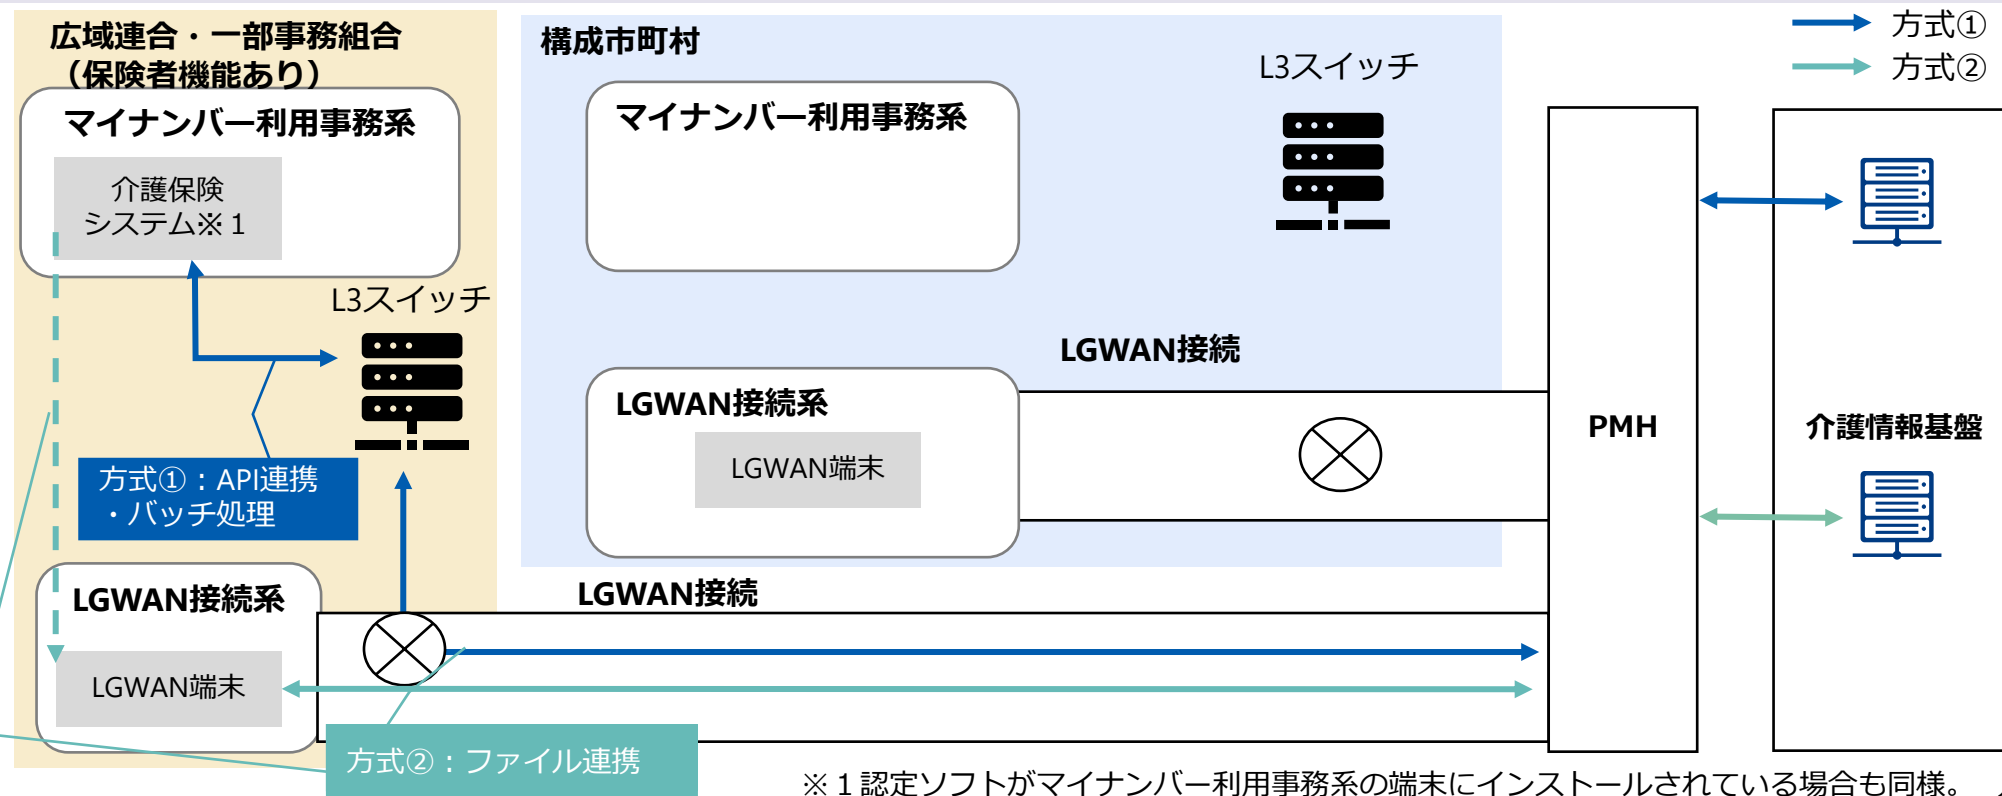 広域連合・一部事務組合
（保険者機能あり）
マイナンバー利用事務系
介護保険
システム※１
L3スイッチ
方式①：API連携
・バッチ処理
LGWAN接続系
LGWAN端末
方式②：ファイル連携
構成市町村
マイナンバー利用事務系
L3スイッチ
LGWAN接続
LGWAN接続系
LGWAN端末
LGWAN接続
PMH
介護情報基盤
方式①
方式②
※１認定ソフトがマイナンバー利用事務系の端末にインストールされている場合も同様。